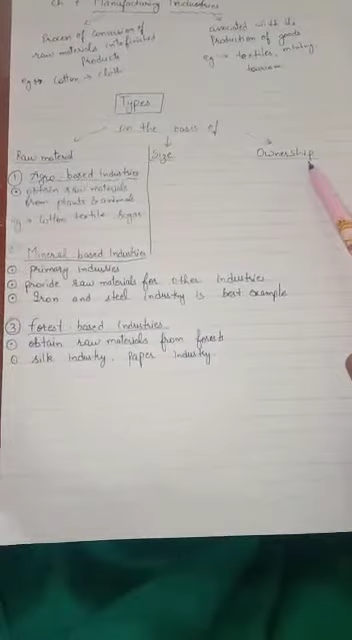 Ch 4 Manufacturing Industries
Process of conversion of
raw materials into finished
Products
eg → Cotton → cloth
associated with the
Production of goods
eg → textiles, mining,
tourism
Types
on the basis of
Raw material
① Agro based Industries
obtain raw materials
from plants & animals
eg → Cotton textile Sugar
Size
Ownership
Mineral based Industries
primary industries
provide raw materials for other industries
Iron and steel industry is best example
③ Forest based industries
obtain raw materials from forests
silk industry, paper industry